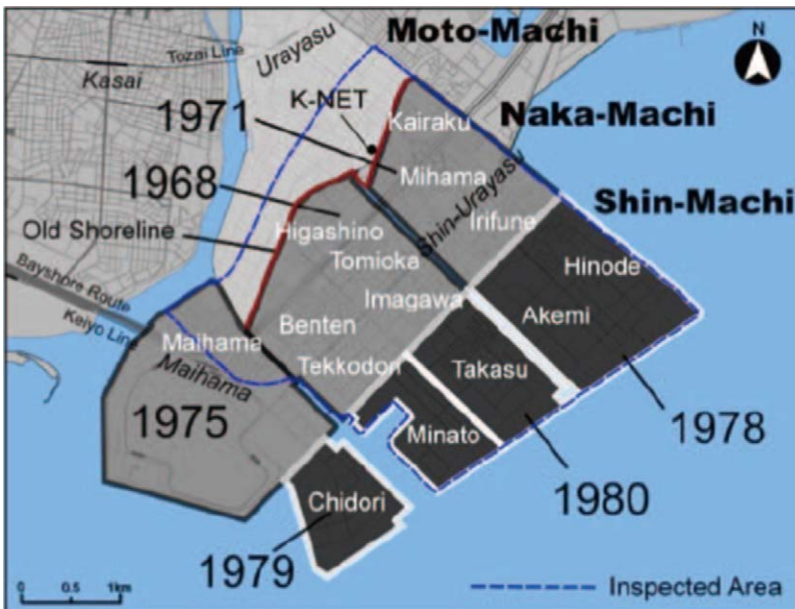 Moto-Machi
N
Tozai Line
Urayasu
Kasai
K-NET
1971
Kairaku
Naka-Machi
Mihama
1968
Shin-Urayasu
Shin-Machi
Old Shoreline
Higashino
Irifune
Tomioka
Hinode
Bayshore Route
Imagawa
Akemi
Keiyo Line
Maihama
Benten
Maihama
Tekkodori
Takasu
1975
Minato
1978
Chidori
1980
1979
0 0.5 1km
Inspected Area